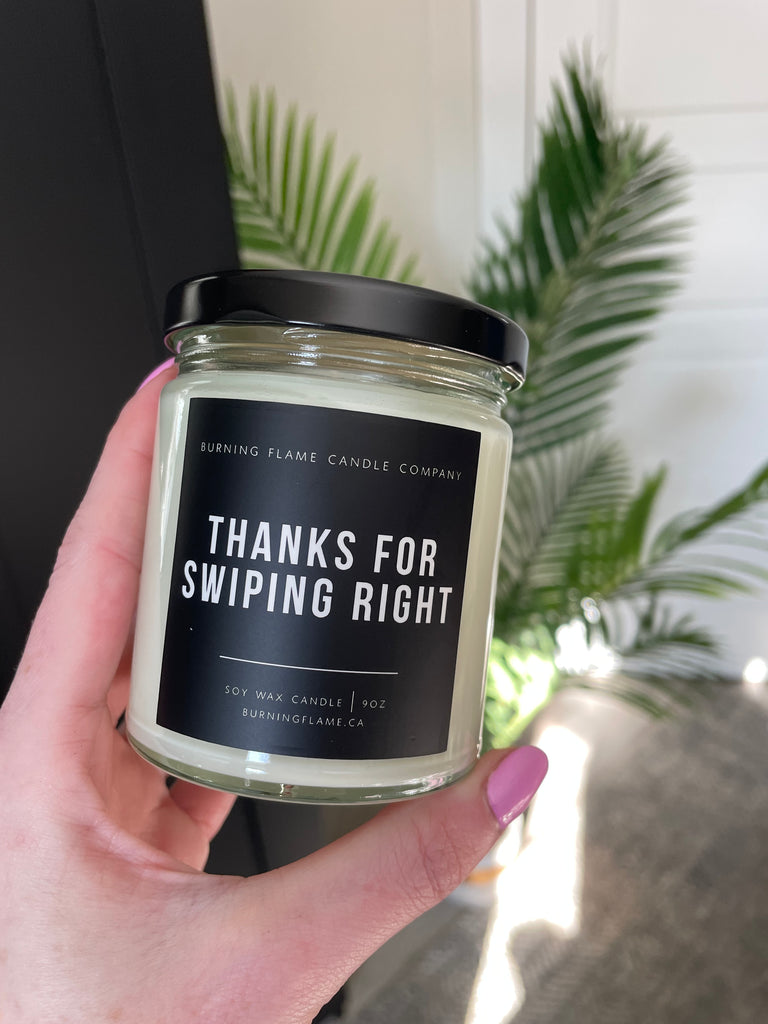 BURNING FLAME CANDLE COMPANY
THANKS FOR
SWIPING RIGHT
SOY WAX CANDLE | 9OZ
BURNINGFLAME.CA